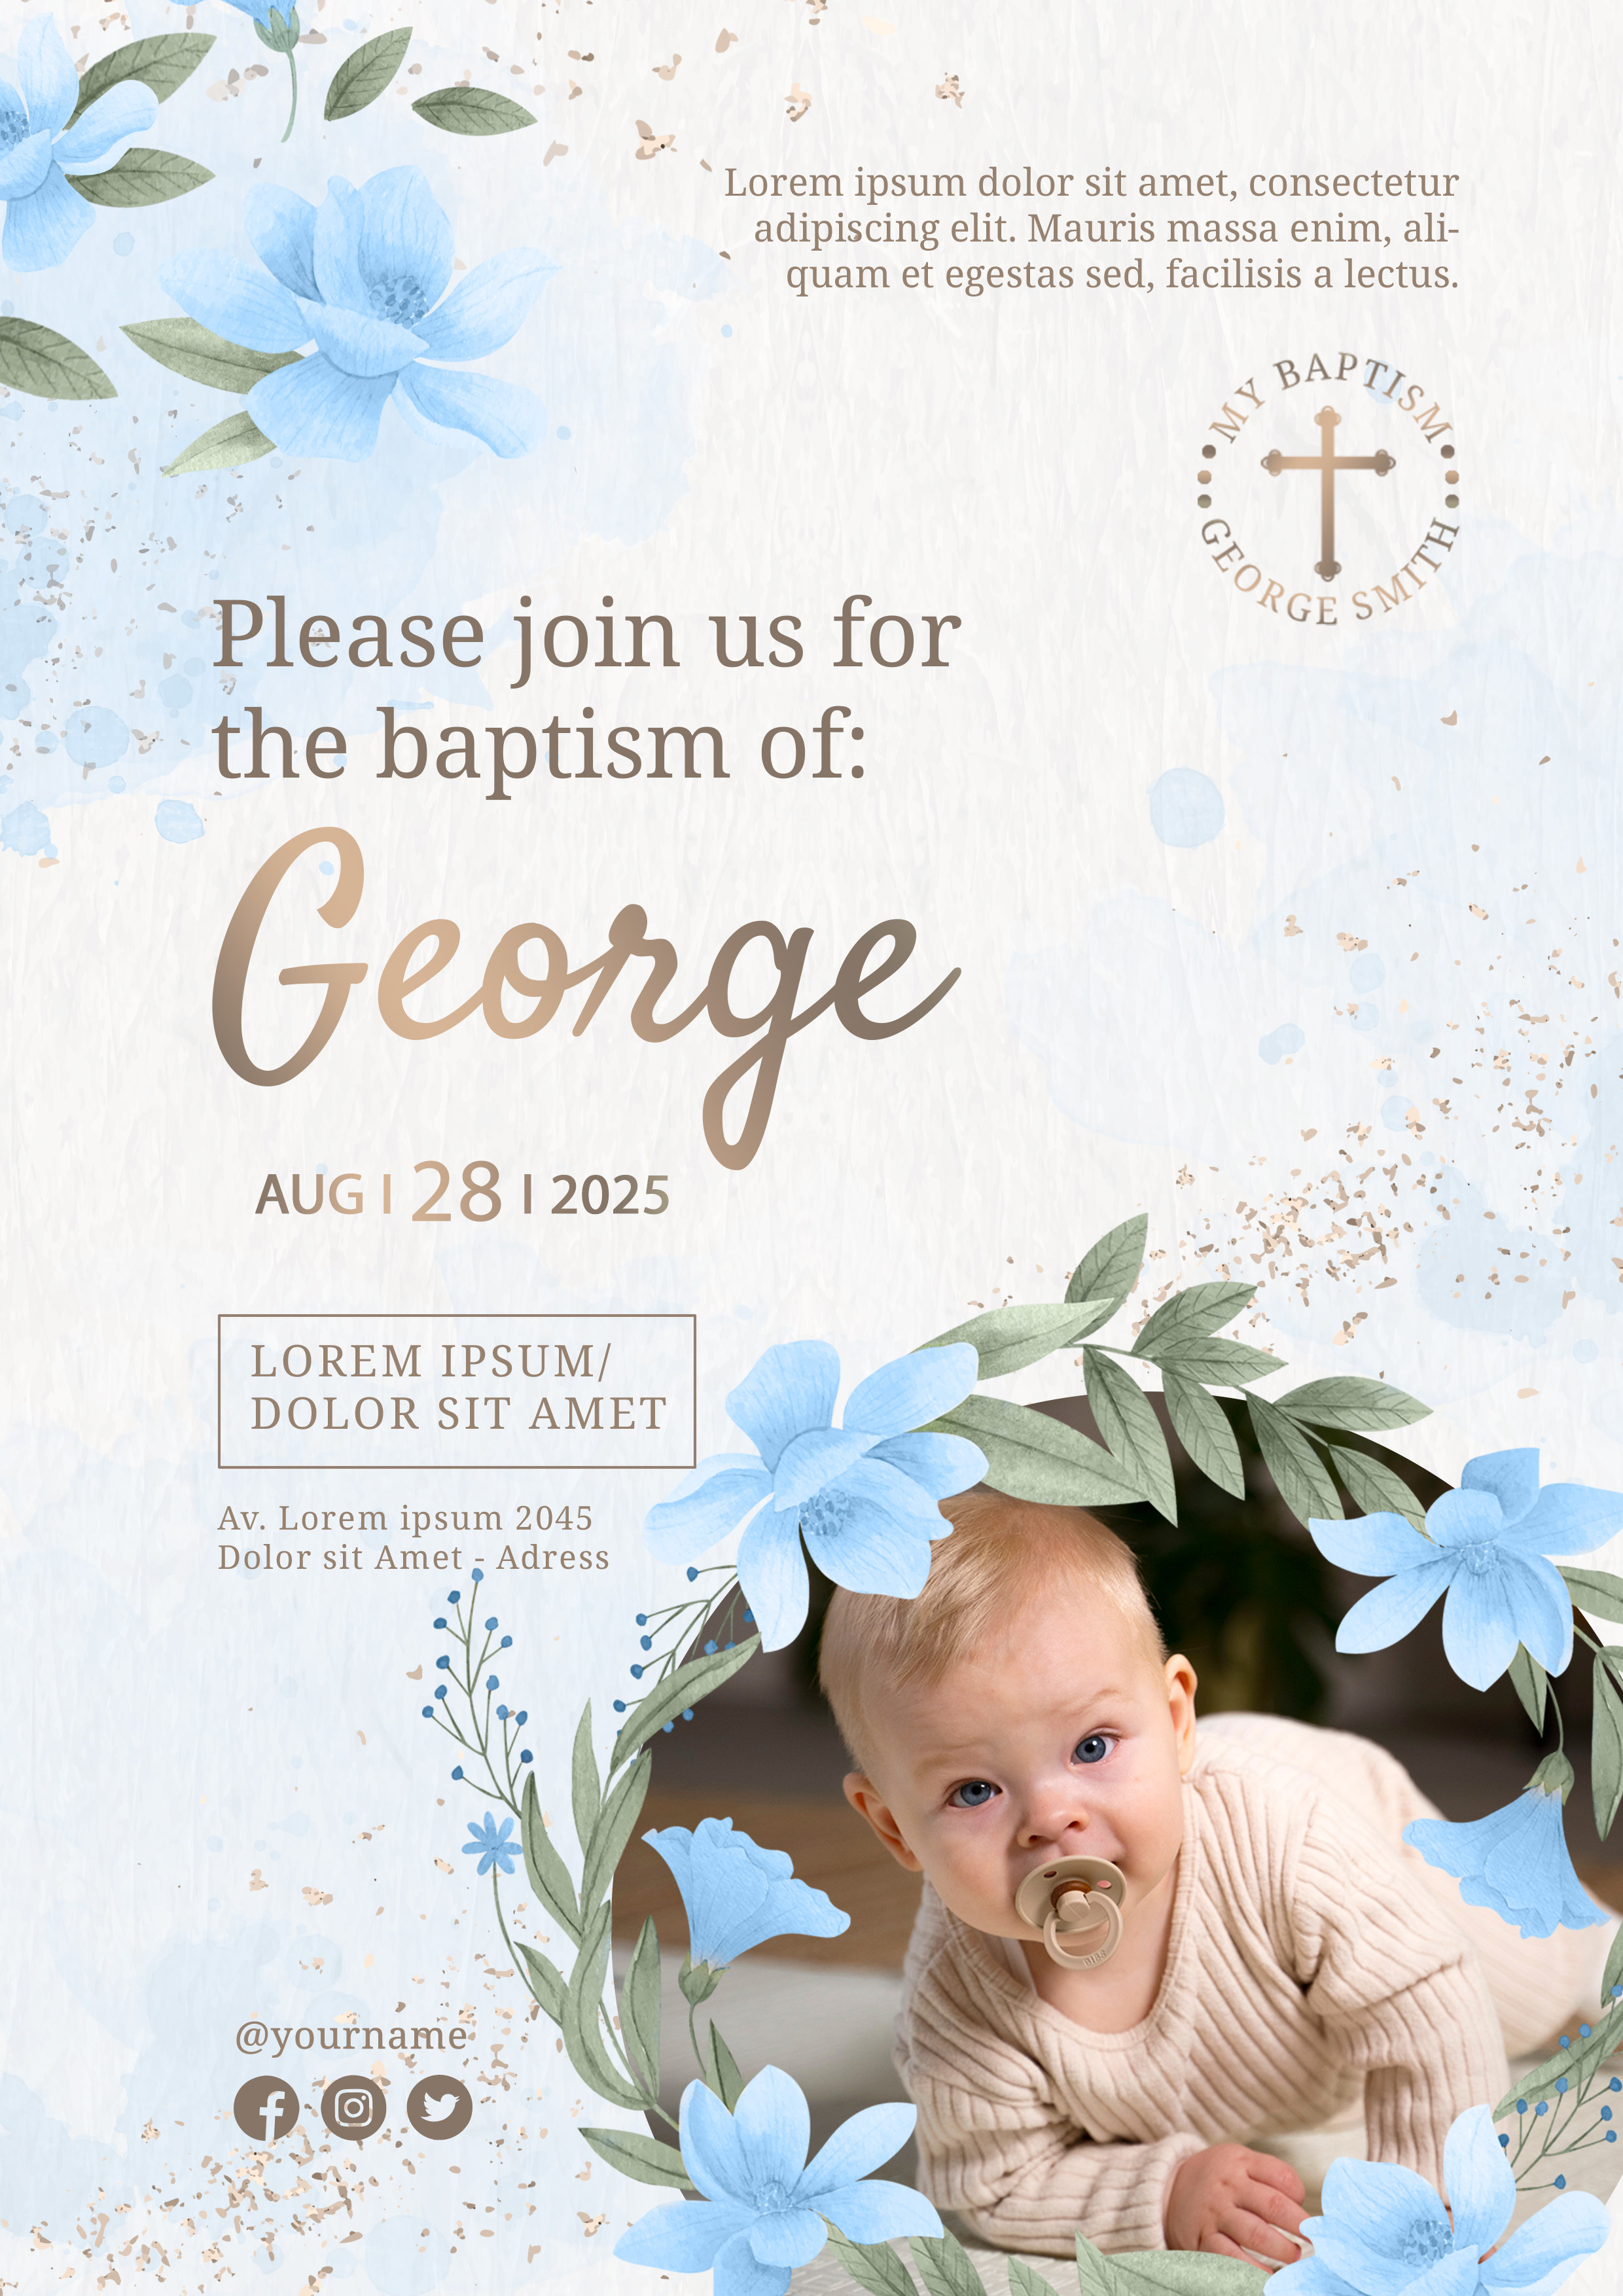 Lorem ipsum dolor sit amet, consectetur
adipiscing elit. Mauris massa enim, ali-
quam et egestas sed, facilisis a lectus.
MY BAPTISM
GEORGE SMITH
Please join us for
the baptism of:
George
AUG | 28 | 2025
LOREM IPSUM/
DOLOR SIT AMET
Av. Lorem ipsum 2045
Dolor sit Amet - Adress
BIBS
@yourname